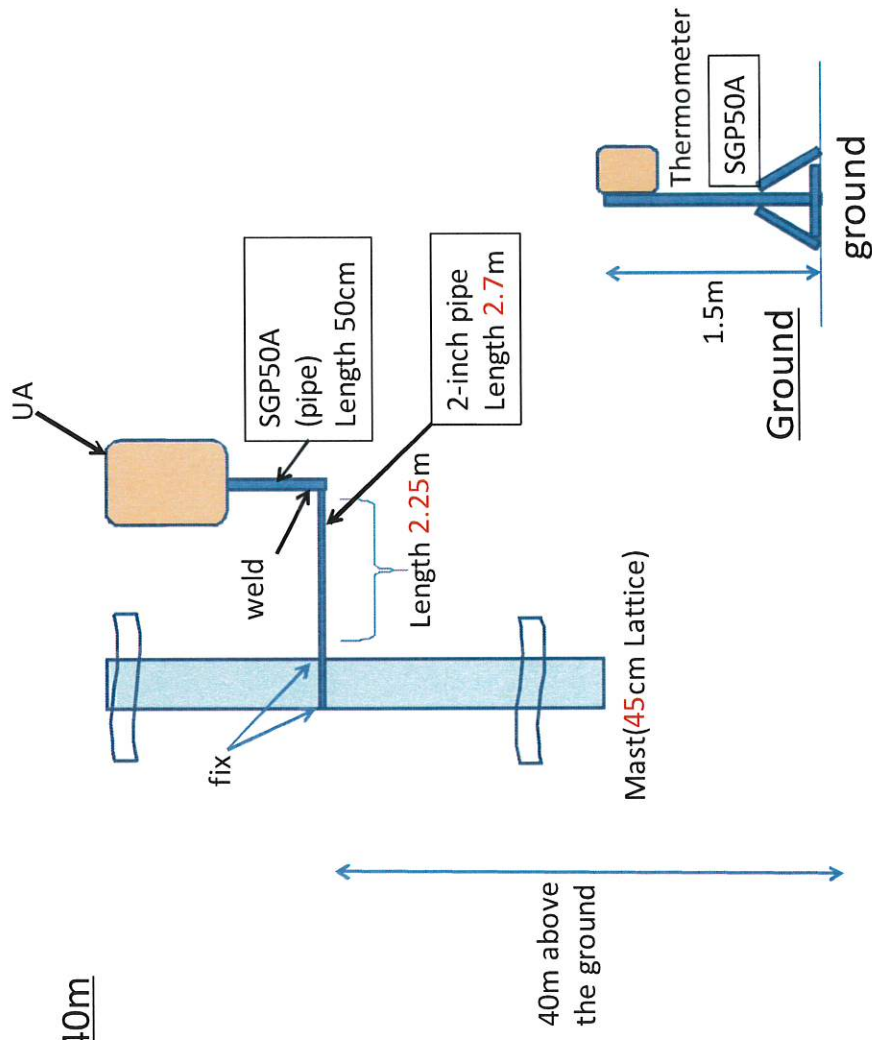 40m
UA
weld
fix
SGP50A
(pipe)
Length 50cm
2-inch pipe
Length 2.7m
Length 2.25m
Mast(45cm Lattice)
40m above
the ground
Thermometer
SGP50A
1.5m
Ground
ground